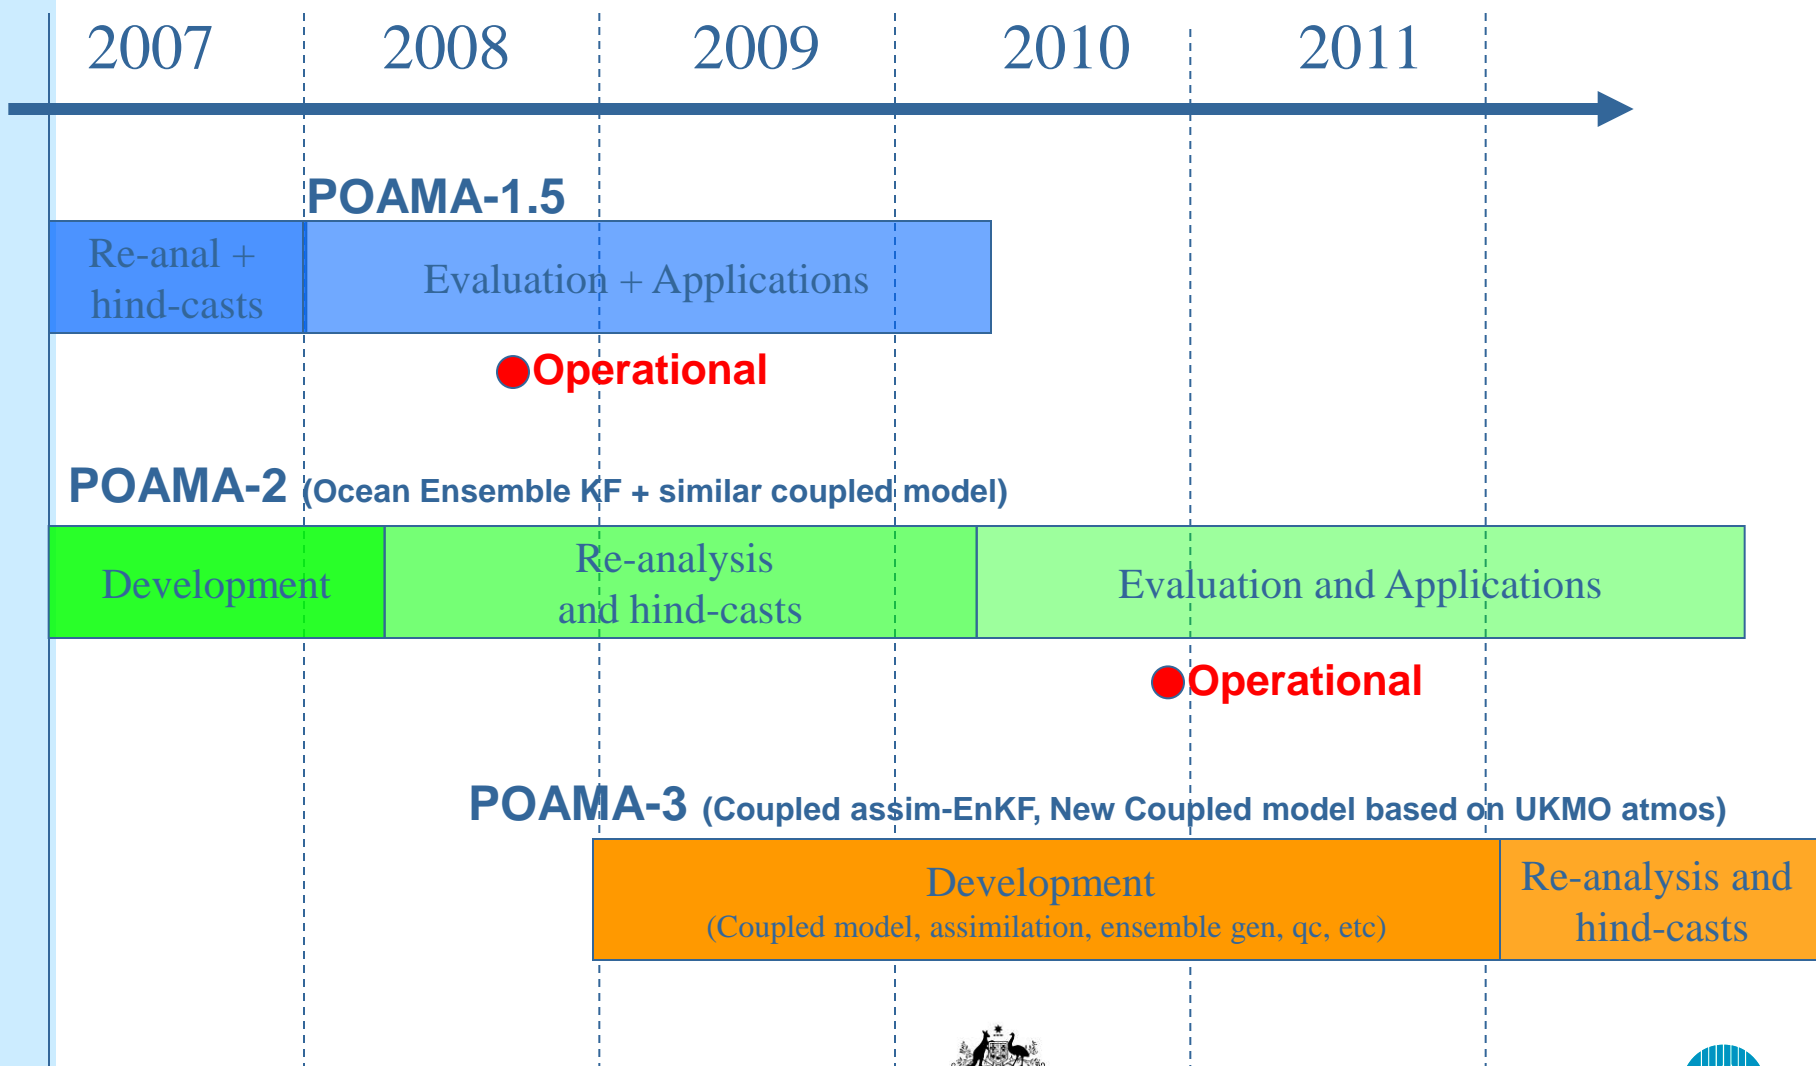 2007 2008 2009 2010 2011
POAMA-1.5
Re-anal +
hind-casts
Evaluation + Applications
Operational
POAMA-2 (Ocean Ensemble KF + similar coupled model)
Development
Re-analysis
and hind-casts
Evaluation and Applications
Operational
POAMA-3 (Coupled assim-EnKF, New Coupled model based on UKMO atmos)
Development
(Coupled model, assimilation, ensemble gen, qc, etc)
Re-analysis and
hind-casts